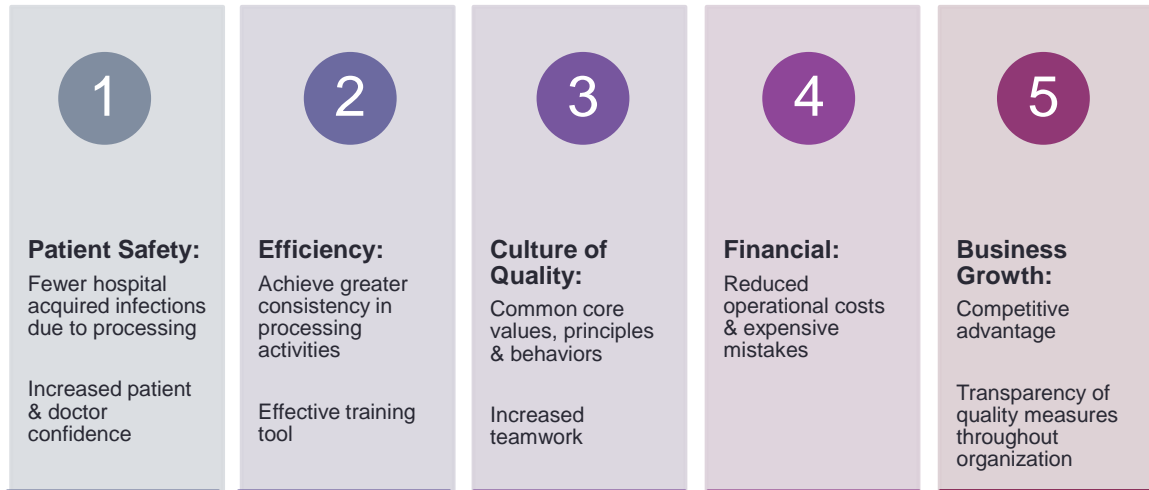 1
Patient Safety:
Fewer hospital
acquired infections
due to processing
Increased patient
& doctor
confidence
2
Efficiency:
Achieve greater
consistency in
processing
activities
Effective training
tool
3
Culture of
Quality:
Common core
values, principles
& behaviors
Increased
teamwork
4
Financial:
Reduced
operational costs
& expensive
mistakes
5
Business
Growth:
Competitive
advantage
Transparency of
quality measures
throughout
organization